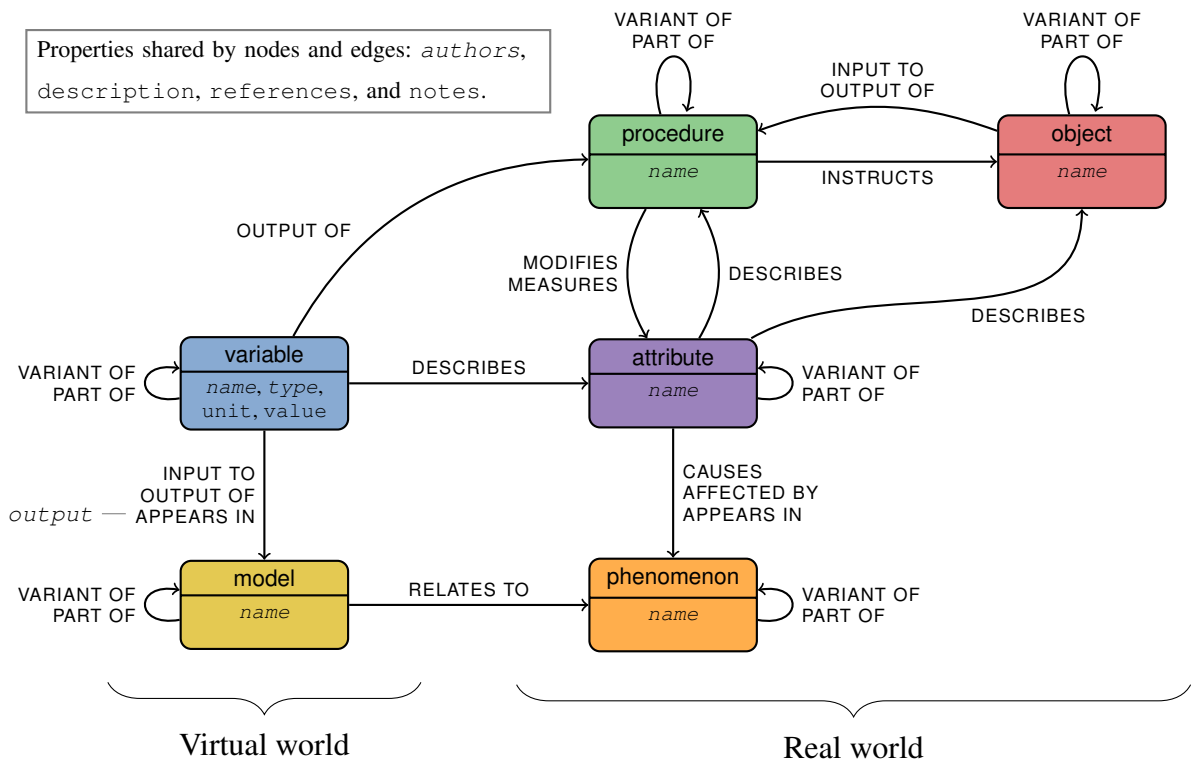 Properties shared by nodes and edges: authors,
description, references, and notes.
VARIANT OF
PART OF
VARIANT OF
PART OF
INPUT TO
OUTPUT OF
procedure
name
object
name
INSTRUCTS
OUTPUT OF
MODIFIES
MEASURES
DESCRIBES
DESCRIBES
VARIANT OF
PART OF
variable
name, type,
unit, value
DESCRIBES
attribute
name
VARIANT OF
PART OF
INPUT TO
OUTPUT OF
APPEARS IN
output
CAUSES
AFFECTED BY
APPEARS IN
VARIANT OF
PART OF
model
name
RELATES TO
phenomenon
name
VARIANT OF
PART OF
Virtual world
Real world